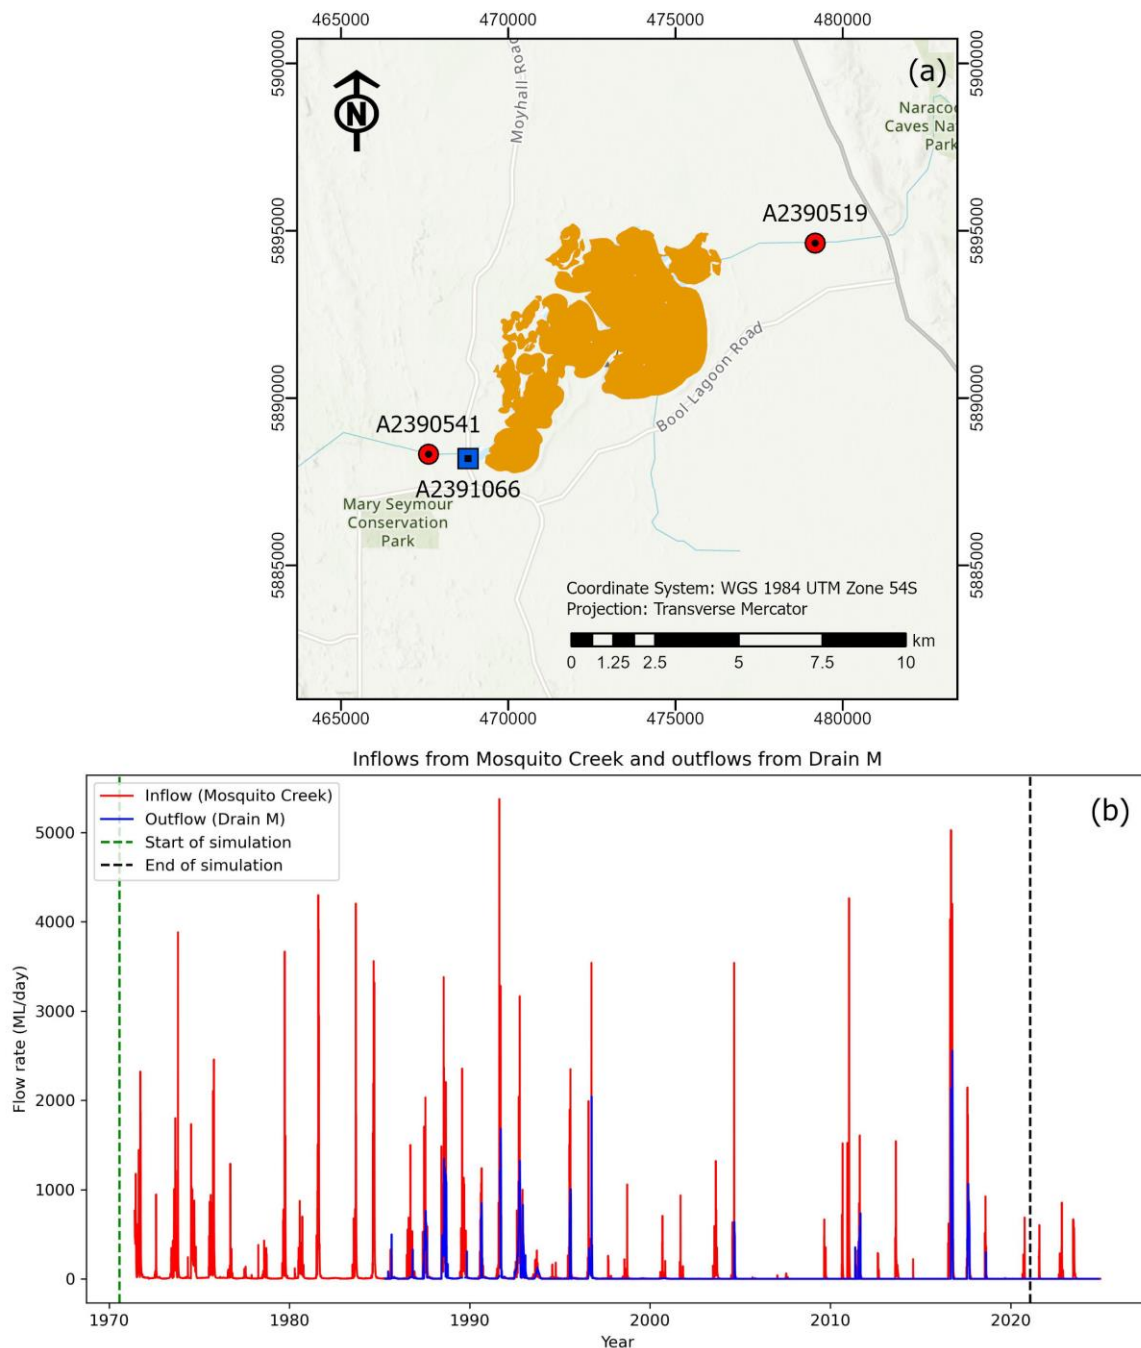 465000 470000 475000 480000
(a)
5900000 5900000
N
Moyhall Road
Caves Na
Park
A2390519
5895000 5895000
Bool Lagoon Road
5890000 5890000
A2390541
A2391066
Mary Seymour
Conservation
Park
5885000 5885000
Coordinate System: WGS 1984 UTM Zone 54S
Projection: Transverse Mercator
km
0 1.25 2.5 5 7.5 10
465000 470000 475000 480000
Inflows from Mosquito Creek and outflows from Drain M
(b)
Inflow (Mosquito Creek)
Outflow (Drain M)
Start of simulation
End of simulation
Flow rate (ML/day)
5000
4000
3000
2000
1000
0
1970 1980 1990 2000 2010 2020
Year